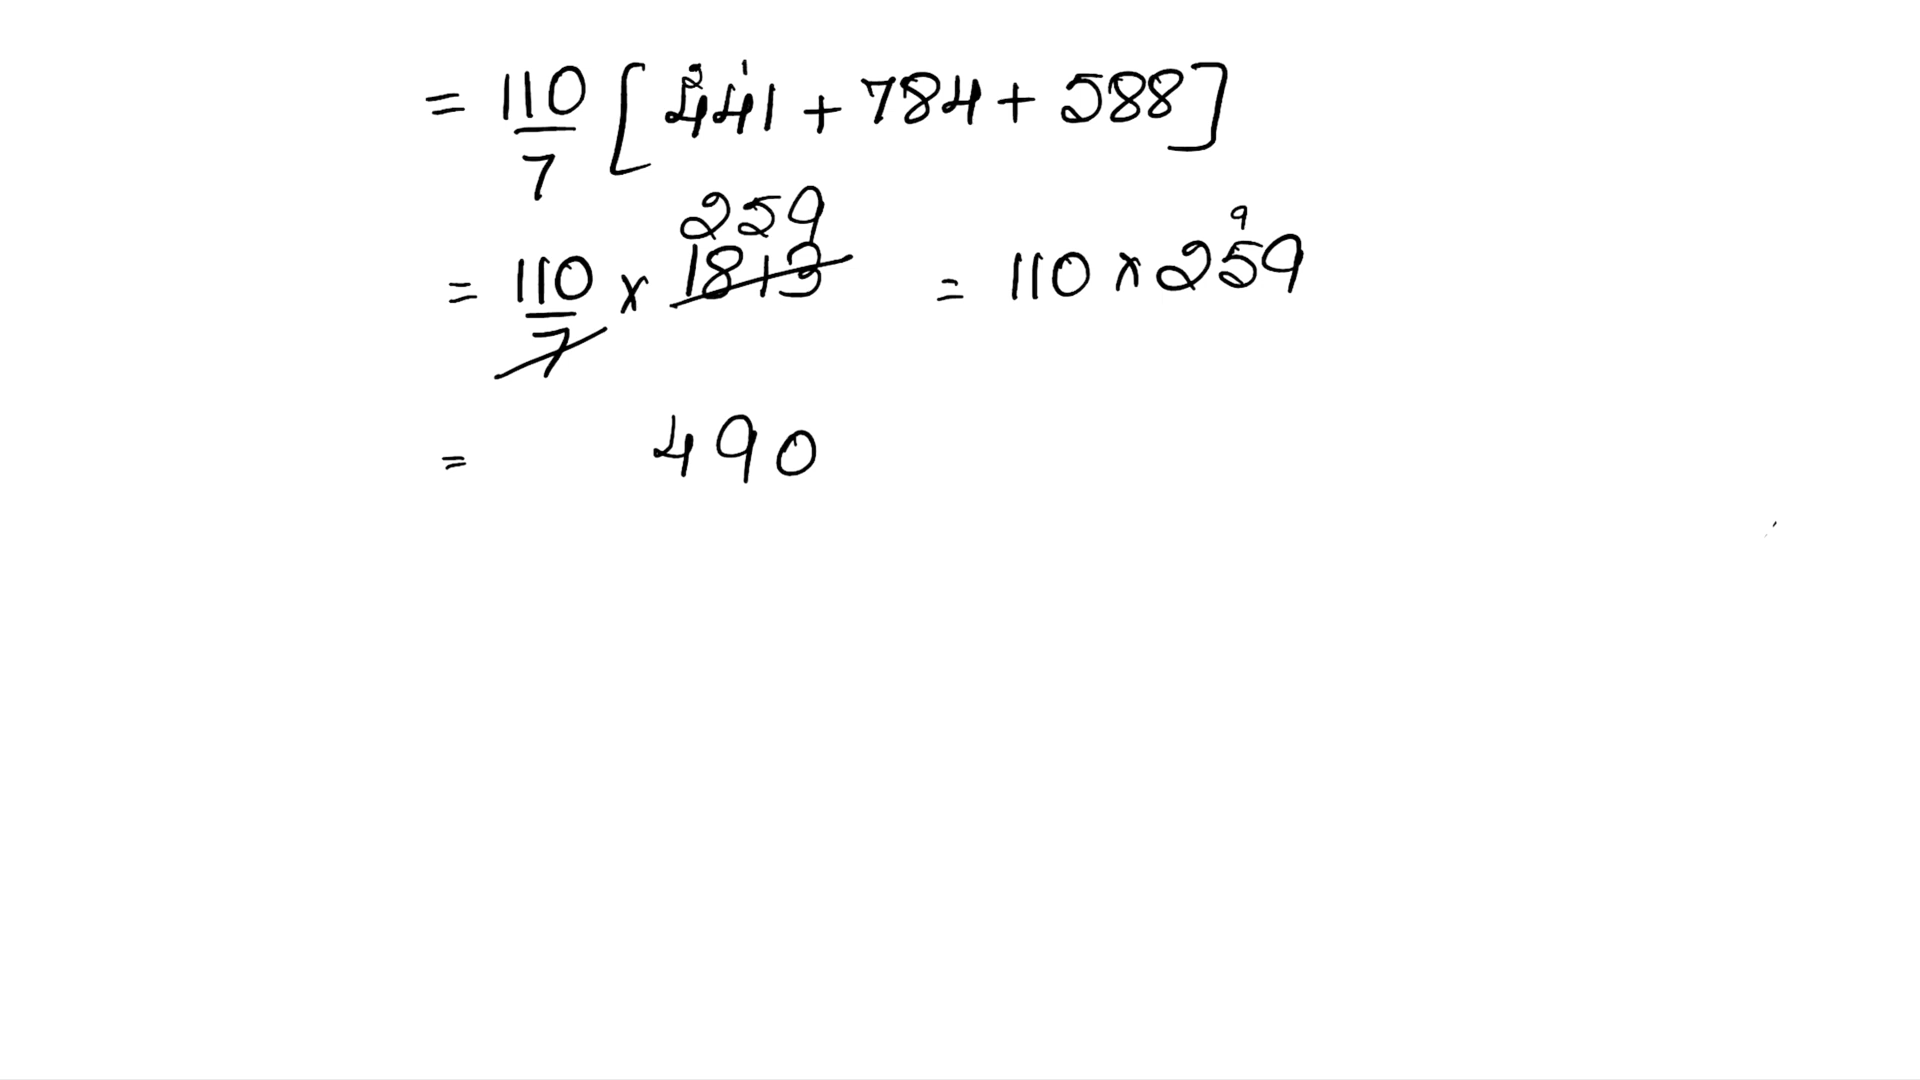 = 110/7 [ 441 + 784 + 588 ]
= 110/7 × 1813 259 = 110 × 259
= 490